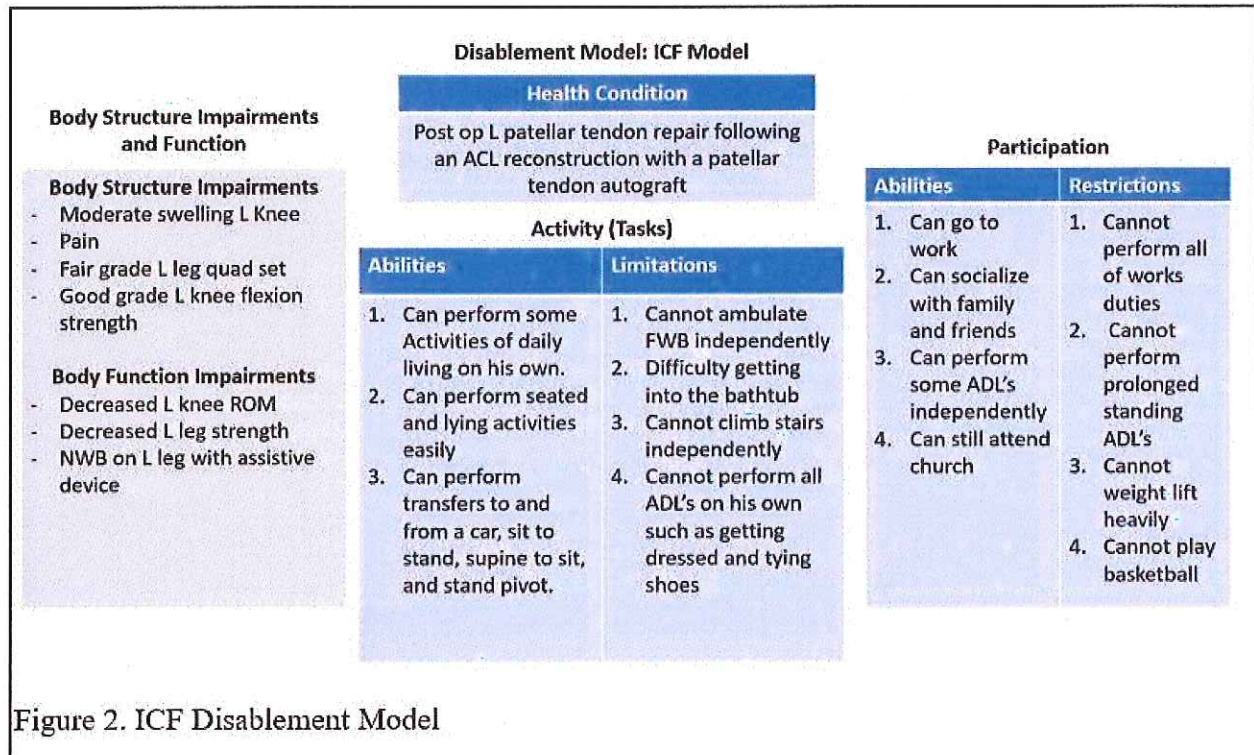 Disablement Model: ICF Model
Health Condition
Post op L patellar tendon repair following
an ACL reconstruction with a patellar
tendon autograft
Body Structure Impairments
and Function
Body Structure Impairments
- Moderate swelling L Knee
- Pain
- Fair grade L leg quad set
- Good grade L knee flexion
strength
Body Function Impairments
- Decreased L knee ROM
- Decreased L leg strength
- NWB on L leg with assistive
device
Activity (Tasks)
Abilities
1. Can perform some
Activities of daily
living on his own.
2. Can perform seated
and lying activities
easily
3. Can perform
transfers to and
from a car, sit to
stand, supine to sit,
and stand pivot.
Limitations
1. Cannot ambulate
FWB independently
2. Difficulty getting
into the bathtub
3. Cannot climb stairs
independently
4. Cannot perform all
ADL's on his own
such as getting
dressed and tying
shoes
Participation
Abilities
1. Can go to
work
2. Can socialize
with family
and friends
3. Can perform
some ADL's
independently
4. Can still attend
church
Restrictions
1. Cannot
perform all
of works
duties
2. Cannot
perform
prolonged
standing
ADL's
3. Cannot
weight lift
heavily
4. Cannot play
basketball
Figure 2. ICF Disablement Model